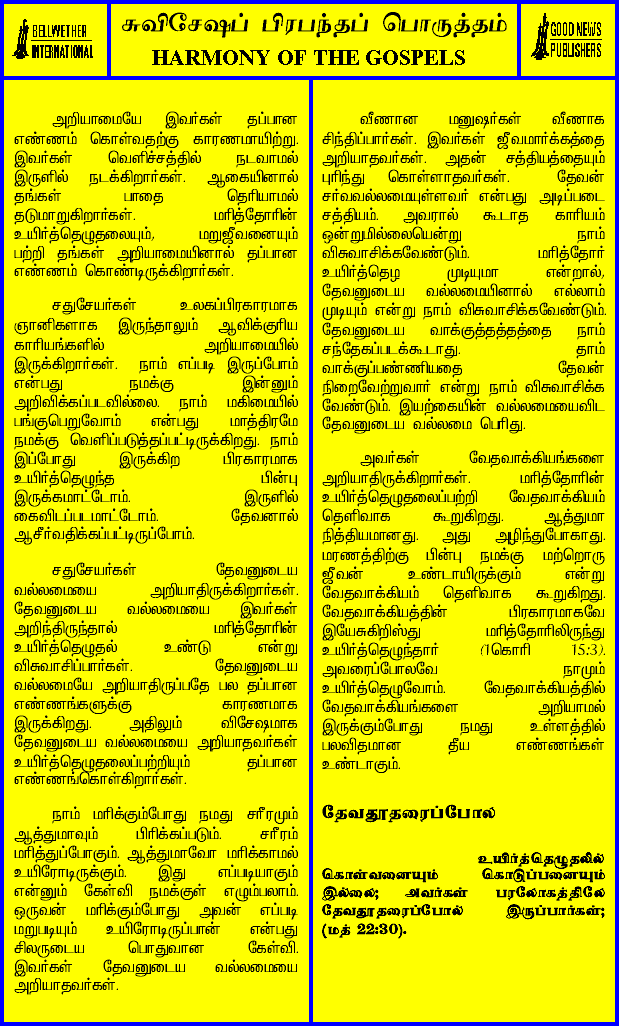 BELLWETHER
INTERNATIONAL
சுவிசேஷப் பிரபந்தப் பொருத்தம்
HARMONY OF THE GOSPELS
GOOD NEWS
PUBLISHERS
அறியாமையே இவர்கள் தப்பான
எண்ணம் கொள்வதற்கு காரணமாயிற்று.
இவர்கள் வெளிச்சத்தில் நடவாமல்
இருளில் நடக்கிறார்கள். ஆகையினால்
தங்கள் பாதை தெரியாமல்
தடுமாறுகிறார்கள். மரித்தோரின்
உயிர்த்தெழுதலையும், மறுஜீவனையும்
பற்றி தங்கள் அறியாமையினால் தப்பான
எண்ணம் கொண்டிருக்கிறார்கள்.
சதுசேயர்கள் உலகப்பிரகாரமாக
ஞானிகளாக இருந்தாலும் ஆவிக்குரிய
காரியங்களில் அறியாமையில்
இருக்கிறார்கள். நாம் எப்படி இருப்போம்
என்பது நமக்கு இன்னும்
அறிவிக்கப்படவில்லை. நாம் மகிமையில்
பங்குபெறுவோம் என்பது மாத்திரமே
நமக்கு வெளிப்படுத்தப்பட்டிருக்கிறது. நாம்
இப்போது இருக்கிற பிரகாரமாக
உயிர்த்தெழுந்த பின்பு
இருக்கமாட்டோம். இருளில்
கைவிடப்படமாட்டோம். தேவனால்
ஆசீர்வதிக்கப்பட்டிருப்போம்.
சதுசேயர்கள் தேவனுடைய
வல்லமையை அறியாதிருக்கிறார்கள்.
தேவனுடைய வல்லமையை இவர்கள்
அறிந்திருந்தால் மரித்தோரின்
உயிர்த்தெழுதல் உண்டு என்று
விசுவாசிப்பார்கள். தேவனுடைய
வல்லமையே அறியாதிருப்பதே பல தப்பான
எண்ணங்களுக்கு காரணமாக
இருக்கிறது. அதிலும் விசேஷமாக
தேவனுடைய வல்லமையை அறியாதவர்கள்
உயிர்த்தெழுதலைப்பற்றியும் தப்பான
எண்ணங்கொள்கிறார்கள்.
நாம் மரிக்கும்போது நமது சரீரமும்
ஆத்துமாவும் பிரிக்கப்படும். சரீரம்
மரித்துப்போகும். ஆத்துமாவோ மரிக்காமல்
உயிரோடிருக்கும். இது எப்படியாகும்
என்னும் கேள்வி நமக்குள் எழும்பலாம்.
ஒருவன் மரிக்கும்போது அவன் எப்படி
மறுபடியும் உயிரோடிருப்பான் என்பது
சிலருடைய பொதுவான கேள்வி.
இவர்கள் தேவனுடைய வல்லமையை
அறியாதவர்கள்.
வீணான மனுஷர்கள் வீணாக
சிந்திப்பார்கள். இவர்கள் ஜீவமார்க்கத்தை
அறியாதவர்கள். அதன் சத்தியத்தையும்
புரிந்து கொள்ளாதவர்கள். தேவன்
சர்வவல்லமையுள்ளவர் என்பது அடிப்படை
சத்தியம். அவரால் கூடாத காரியம்
ஒன்றுமில்லையென்று நாம்
விசுவாசிக்கவேண்டும். மரித்தோர்
உயிர்த்தெழ முடியுமா என்றால்,
தேவனுடைய வல்லமையினால் எல்லாம்
முடியும் என்று நாம் விசுவாசிக்கவேண்டும்.
தேவனுடைய வாக்குத்தத்தத்தை நாம்
சந்தேகப்படக்கூடாது. தாம்
வாக்குப்பண்ணியதை தேவன்
நிறைவேற்றுவார் என்று நாம் விசுவாசிக்க
வேண்டும். இயற்கையின் வல்லமையைவிட
தேவனுடைய வல்லமை பெரிது.
அவர்கள் வேதவாக்கியங்களை
அறியாதிருக்கிறார்கள். மரித்தோரின்
உயிர்த்தெழுதலைப்பற்றி வேதவாக்கியம்
தெளிவாக கூறுகிறது. ஆத்துமா
நித்தியமானது. அது அழிந்துபோகாது.
மரணத்திற்கு பின்பு நமக்கு மற்றொரு
ஜீவன் உண்டாயிருக்கும் என்று
வேதவாக்கியம் தெளிவாக கூறுகிறது.
வேதவாக்கியத்தின் பிரகாரமாகவே
இயேசுகிறிஸ்து மரித்தோரிலிருந்து
உயிர்த்தெழுந்தார் (1கொரி 15:3).
அவரைப்போலவே நாமும்
உயிர்த்தெழுவோம். வேதவாக்கியத்தில்
வேதவாக்கியங்களை அறியாமல்
இருக்கும்போது நமது உள்ளத்தில்
பலவிதமான தீய எண்ணங்கள்
உண்டாகும்.
தேவதூதரைப்போல
உயிர்த்தெழுதலில்
கொள்வனையும் கொடுப்பனையும்
இல்லை; அவர்கள் பரலோகத்திலே
தேவதூதரைப்போல் இருப்பார்கள்;
(மத் 22:30).